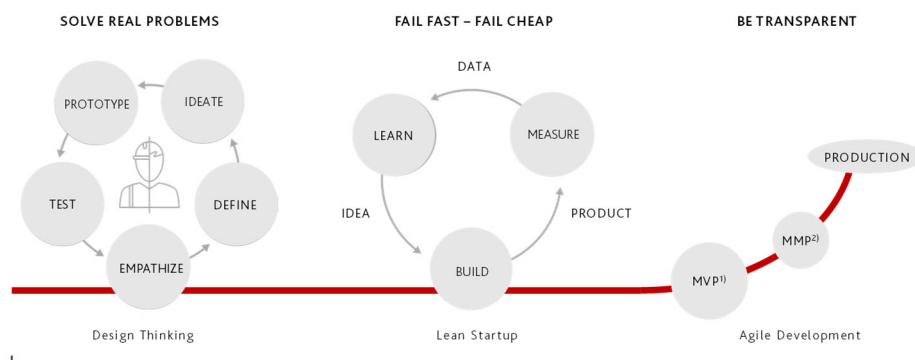 SOLVE REAL PROBLEMS
FAIL FAST – FAIL CHEAP
BE TRANSPARENT
PROTOTYPE
IDEATE
TEST
DEFINE
EMPATHIZE
DATA
LEARN
MEASURE
IDEA
PRODUCT
BUILD
PRODUCTION
MMP²⁾
MVP¹⁾
Design Thinking
Lean Startup
Agile Development